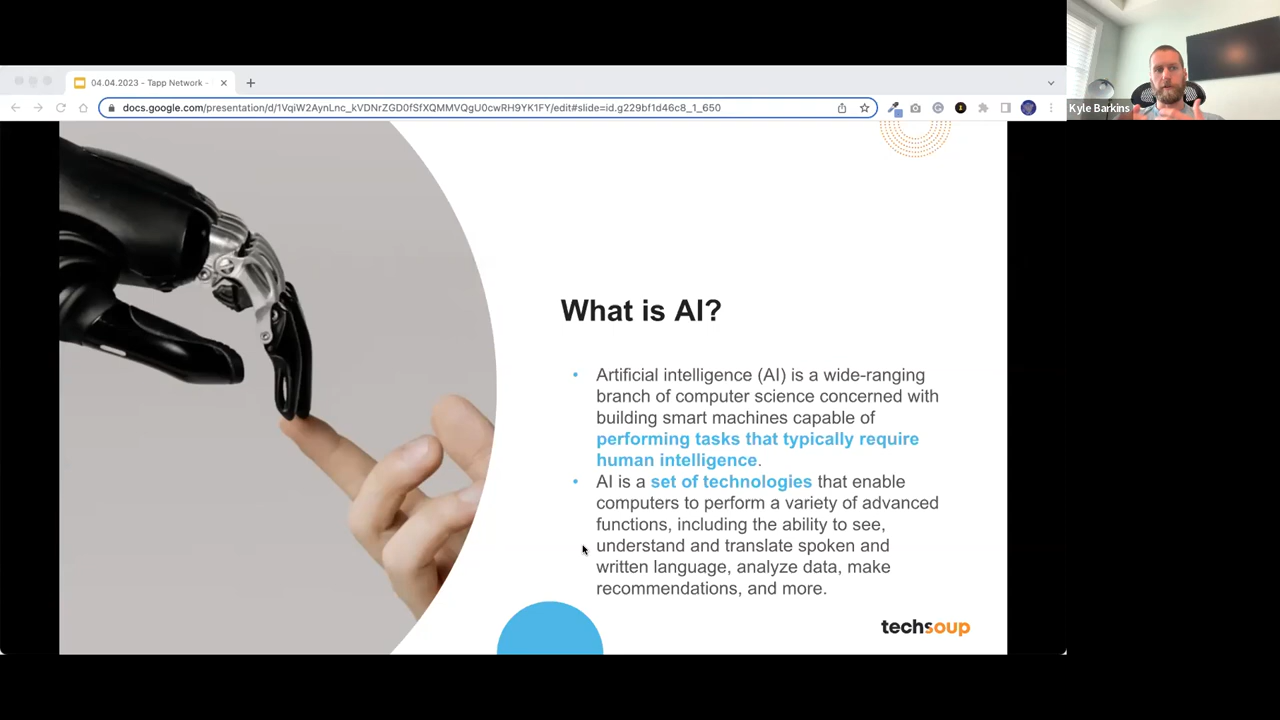 04.04.2023 - Tapp Network -
docs.google.com/presentation/d/1VqiW2AynLnc_kVDNrZGD0fSfXQMMVQgU0cwRH9YK1FY/edit#slide=id.g229bf1d46c8_1_650
Kyle Barkins
What is AI?
• Artificial intelligence (AI) is a wide-ranging
branch of computer science concerned with
building smart machines capable of
performing tasks that typically require
human intelligence.
• AI is a set of technologies that enable
computers to perform a variety of advanced
functions, including the ability to see,
understand and translate spoken and
written language, analyze data, make
recommendations, and more.
techsoup